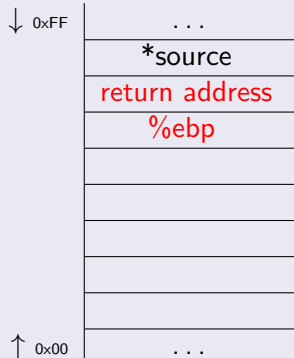 ↓ 0xFF . . .
*source
return address
%ebp
↑ 0x00 . . .